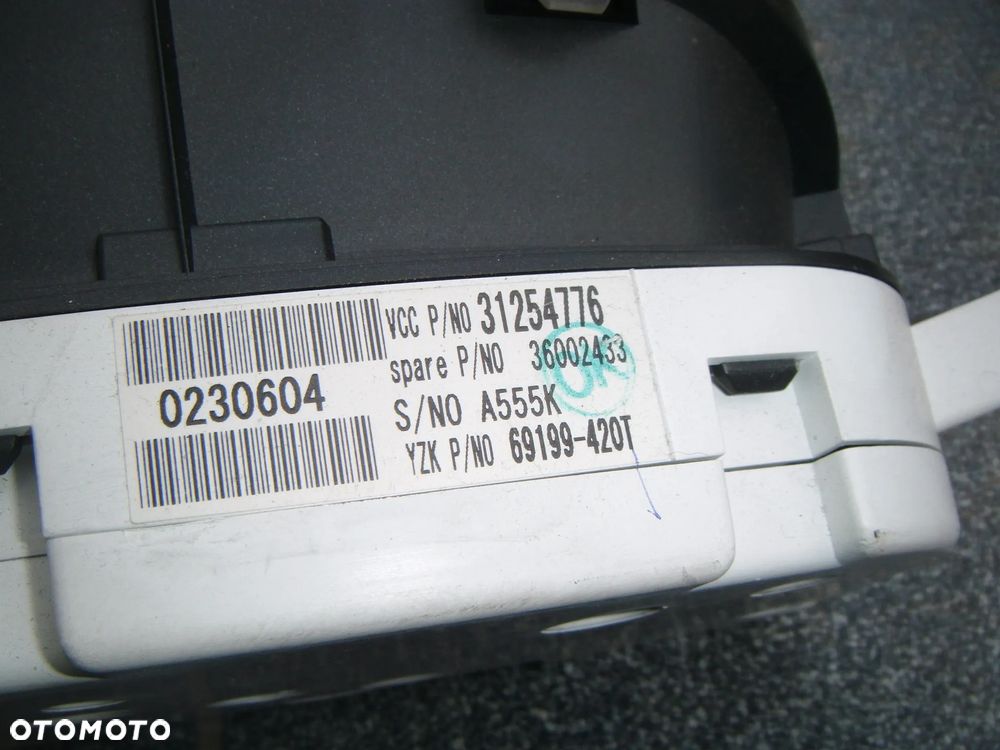 VCC P/NO 31254776
spare P/NO 36002433
0230604
S/NO A555K
YZK P/NO 69199-420T
OK
OTOMOTO